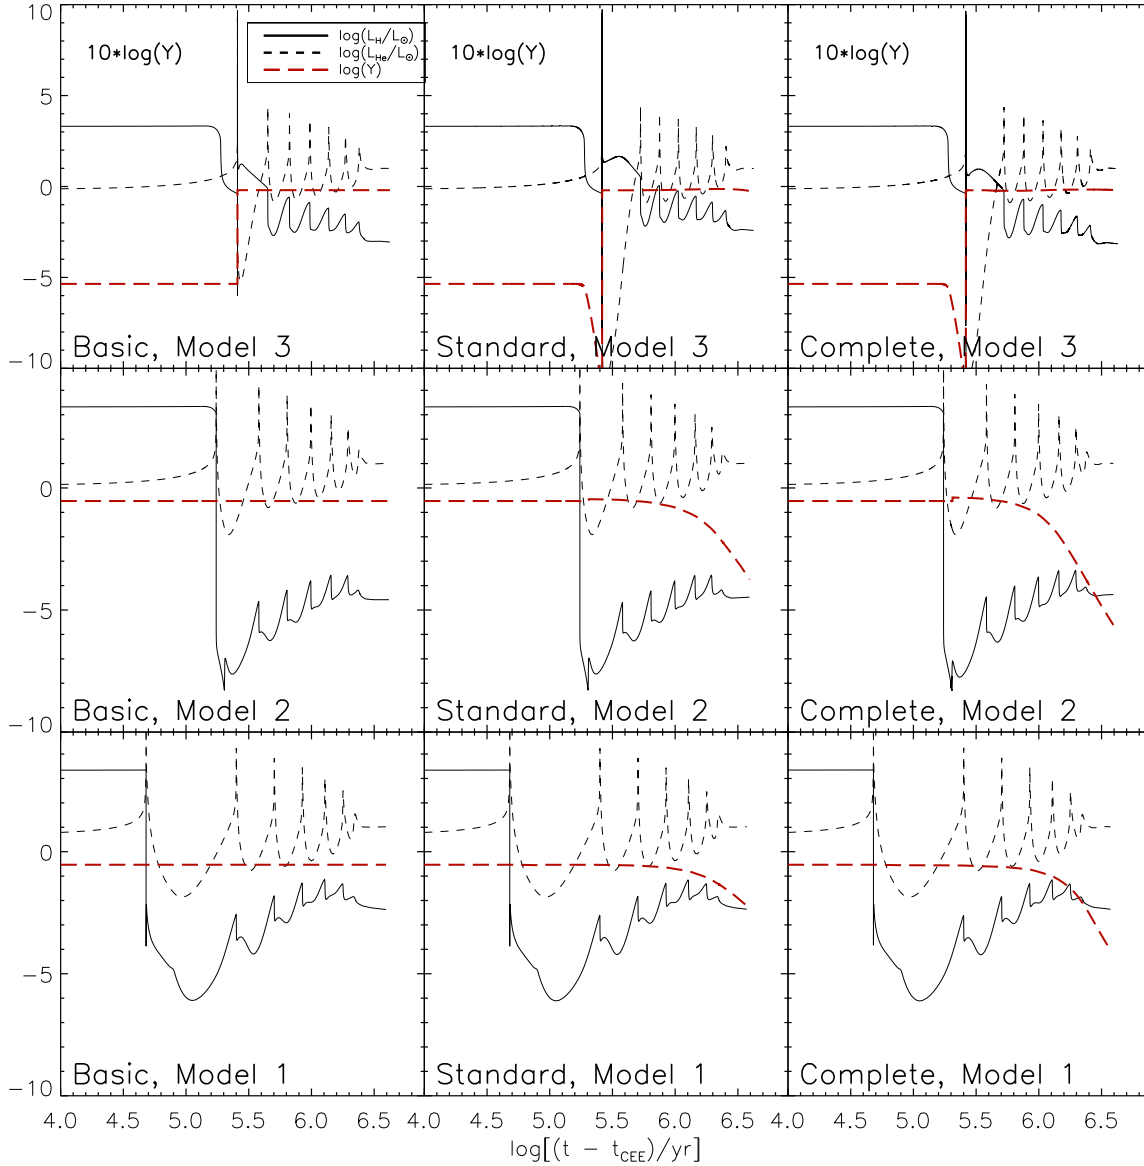 10
5
0
−5
−10
10*log(Y)
log(L_H/L_⊙)
log(L_He/L_⊙)
log(Y)
Basic, Model 3
10*log(Y)
Standard, Model 3
10*log(Y)
Complete, Model 3
0
−5
−10
Basic, Model 2
Standard, Model 2
Complete, Model 2
0
−5
−10
Basic, Model 1
Standard, Model 1
Complete, Model 1
4.0 4.5 5.0 5.5 6.0 6.5 4.0 4.5 5.0 5.5 6.0 6.5 4.0 4.5 5.0 5.5 6.0 6.5
log[(t − t_CEE)/yr]